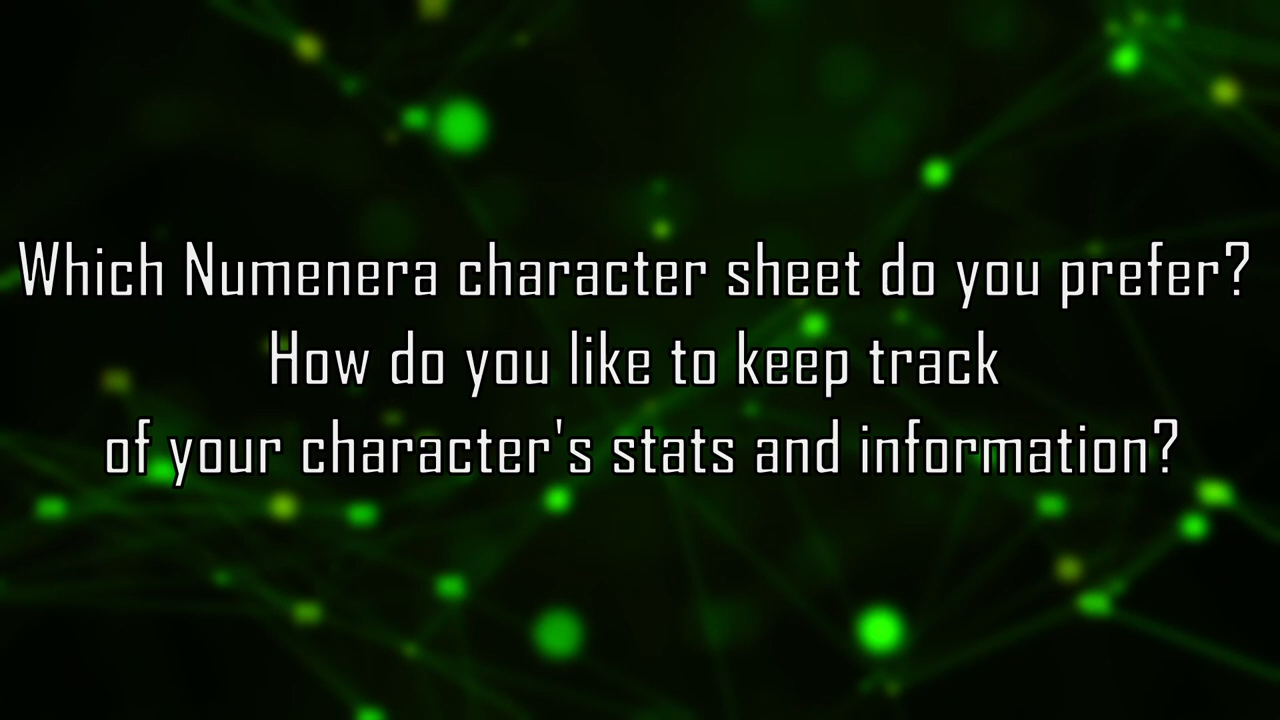 Which Numenera character sheet do you prefer?
How do you like to keep track
of your character's stats and information?